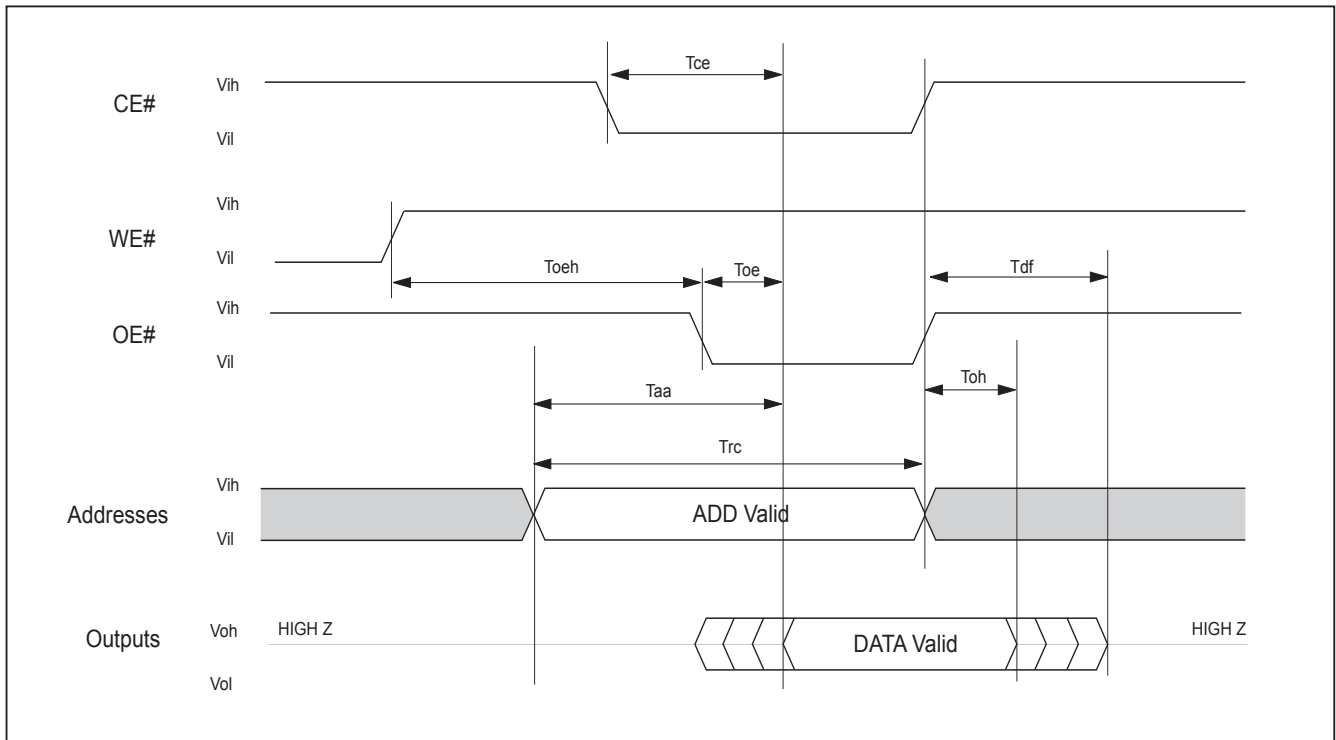 Tce
CE#
Vih
Vil
WE#
Vih
Vil
Toeh
Toe
Tdf
OE#
Vih
Vil
Taa
Toh
Trc
Addresses
Vih
Vil
ADD Valid
Outputs
Voh
Vol
HIGH Z
DATA Valid
HIGH Z